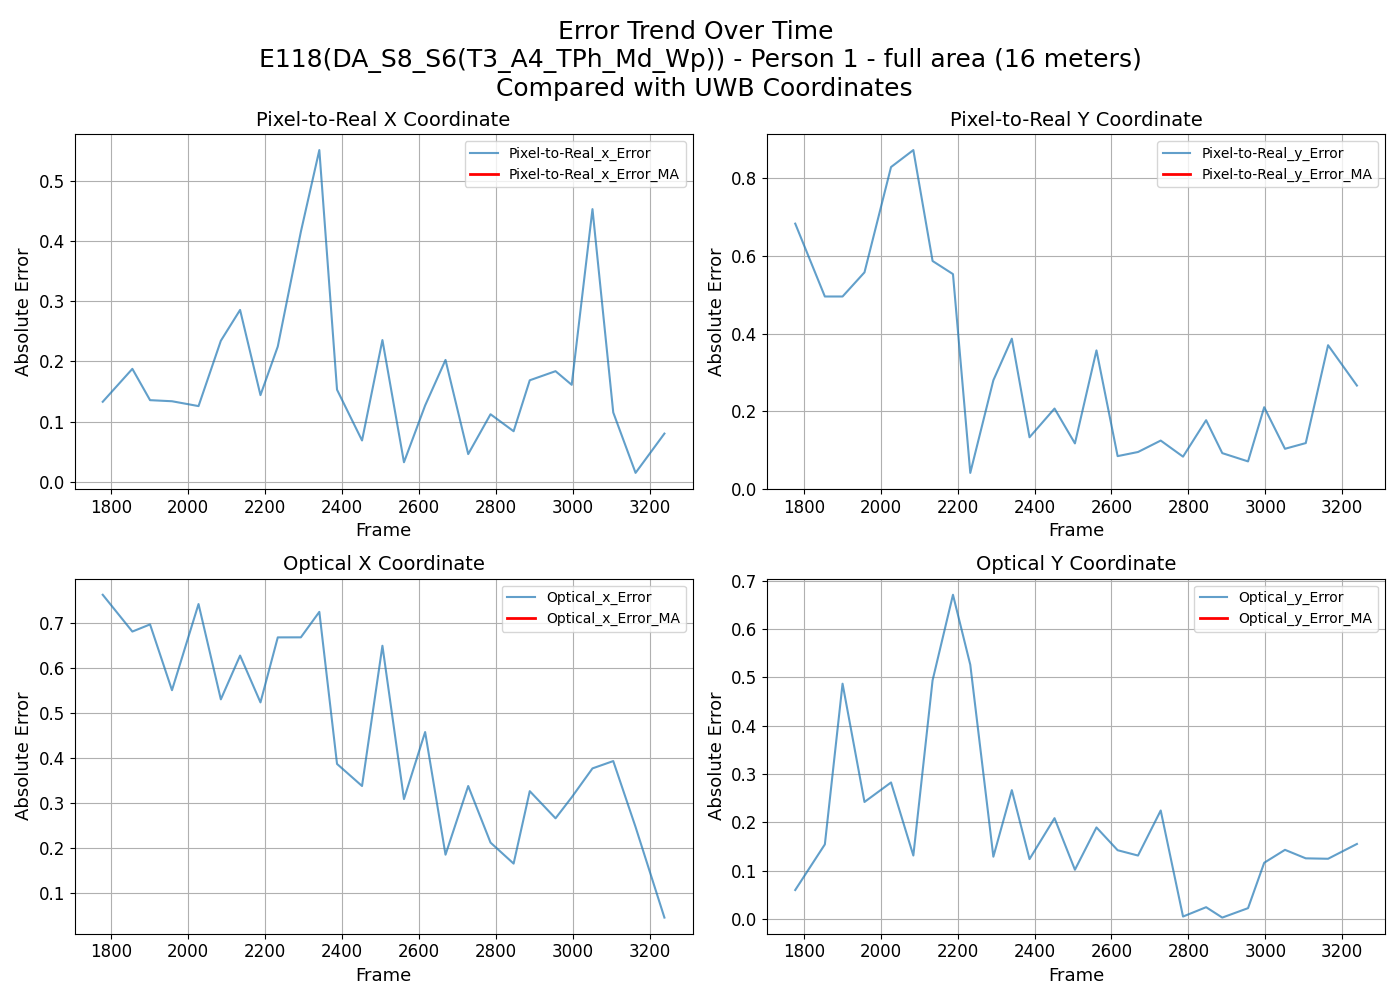 Error Trend Over Time
E118(DA_S8_S6(T3_A4_TPh_Md_Wp)) - Person 1 - full area (16 meters)
Compared with UWB Coordinates
Pixel-to-Real X Coordinate
Absolute Error
0.5
0.4
0.3
0.2
0.1
0.0
Pixel-to-Real_x_Error
Pixel-to-Real_x_Error_MA
1800 2000 2200 2400 2600 2800 3000 3200
Frame
Pixel-to-Real Y Coordinate
Absolute Error
0.8
0.6
0.4
0.2
0.0
Pixel-to-Real_y_Error
Pixel-to-Real_y_Error_MA
1800 2000 2200 2400 2600 2800 3000 3200
Frame
Optical X Coordinate
Absolute Error
0.7
0.6
0.5
0.4
0.3
0.2
0.1
Optical_x_Error
Optical_x_Error_MA
1800 2000 2200 2400 2600 2800 3000 3200
Frame
Optical Y Coordinate
Absolute Error
0.7
0.6
0.5
0.4
0.3
0.2
0.1
0.0
Optical_y_Error
Optical_y_Error_MA
1800 2000 2200 2400 2600 2800 3000 3200
Frame